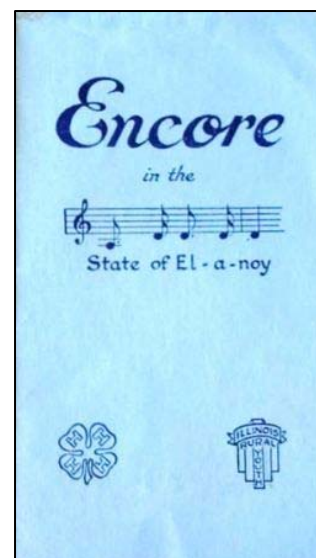 Encore
in the
State of El-a-noy
H H
H H
ILLINOIS
RURAL
YOUTH